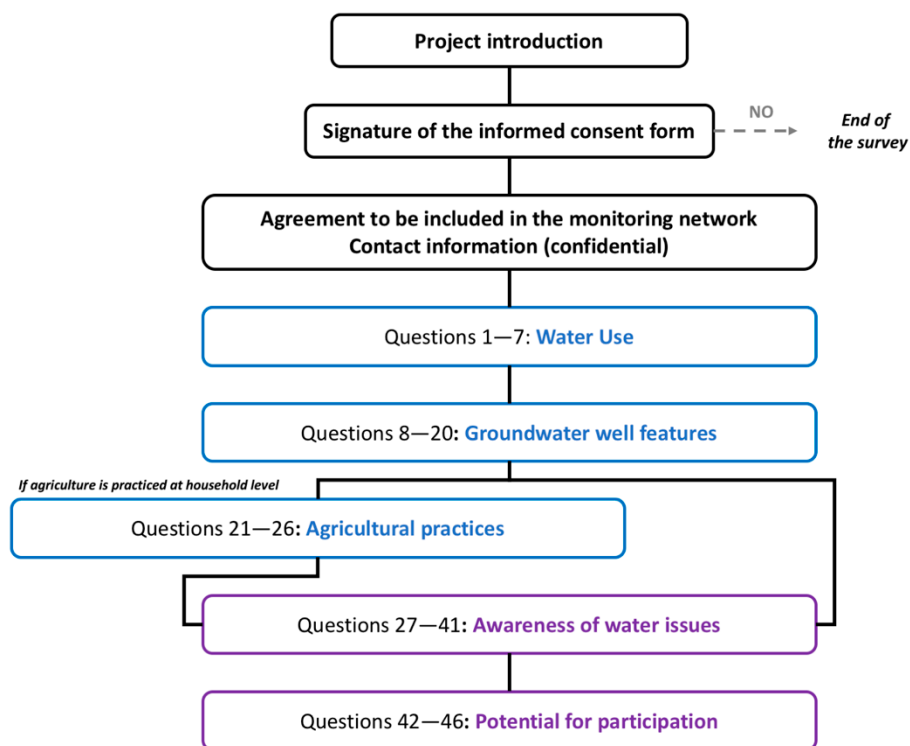 Project introduction
Signature of the informed consent form
NO
End of
the survey
Agreement to be included in the monitoring network
Contact information (confidential)
Questions 1—7: Water Use
Questions 8—20: Groundwater well features
If agriculture is practiced at household level
Questions 21—26: Agricultural practices
Questions 27—41: Awareness of water issues
Questions 42—46: Potential for participation